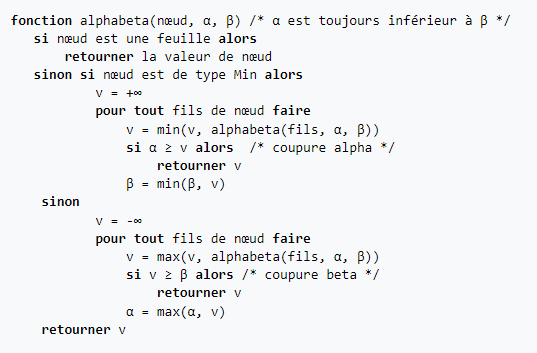 fonction alphabeta(nœud, α, β) /* α est toujours inférieur à β */
si nœud est une feuille alors
retourner la valeur de nœud
sinon si nœud est de type Min alors
v = +∞
pour tout fils de nœud faire
v = min(v, alphabeta(fils, α, β))
si α ≥ v alors /* coupure alpha */
retourner v
β = min(β, v)
sinon
v = -∞
pour tout fils de nœud faire
v = max(v, alphabeta(fils, α, β))
si v ≥ β alors /* coupure beta */
retourner v
α = max(α, v)
retourner v